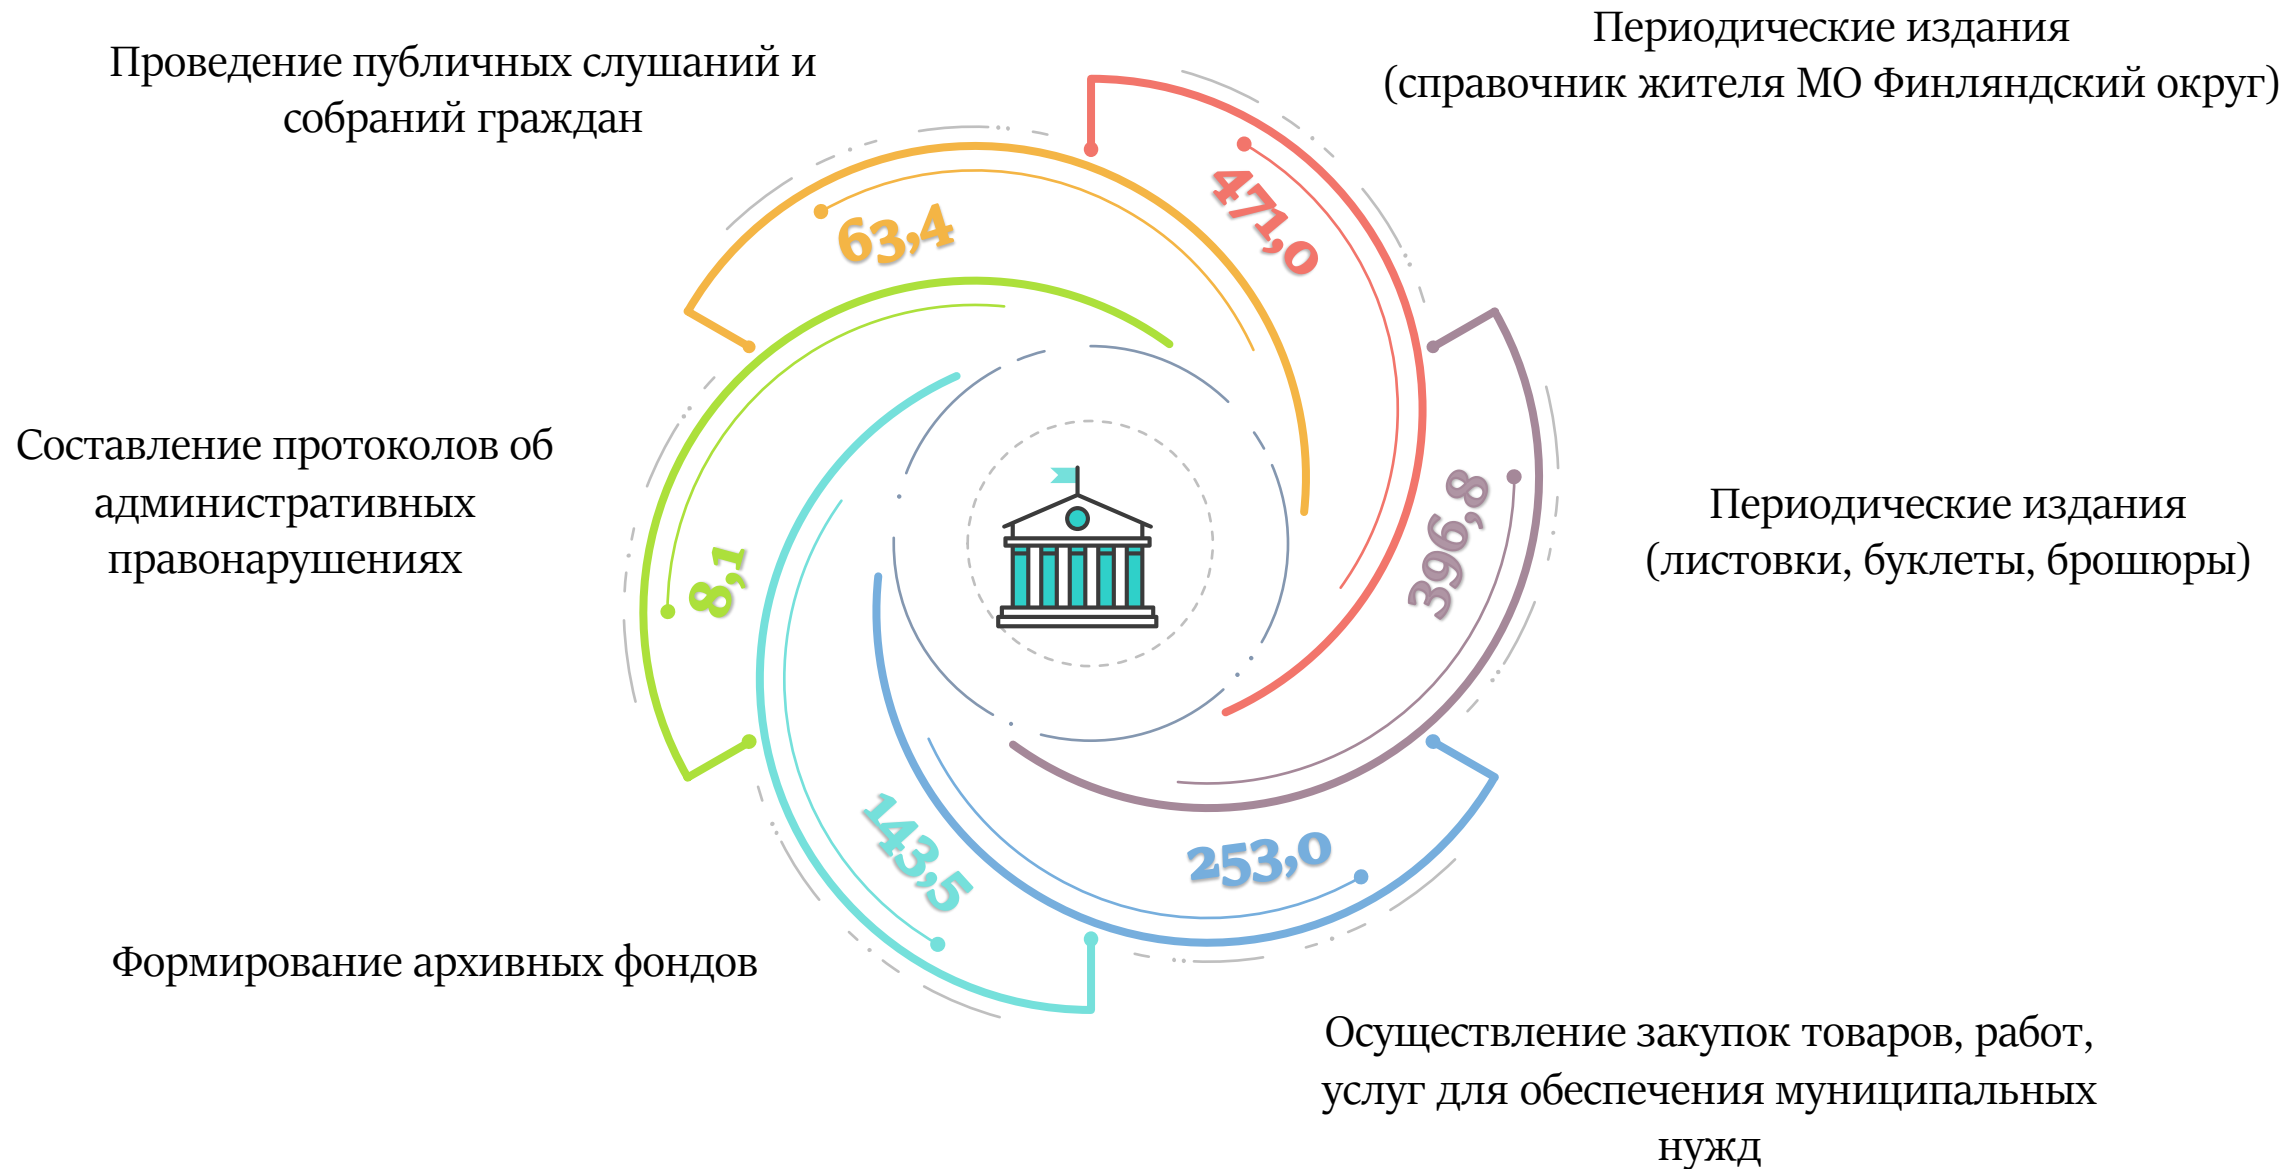 Проведение публичных слушаний и
собраний граждан
63,4
Периодические издания
(справочник жителя МО Финляндский округ)
471,0
Составление протоколов об
административных
правонарушениях
8,1
Периодические издания
(листовки, буклеты, брошюры)
396,8
Формирование архивных фондов
143,5
Осуществление закупок товаров, работ,
услуг для обеспечения муниципальных
нужд
253,0